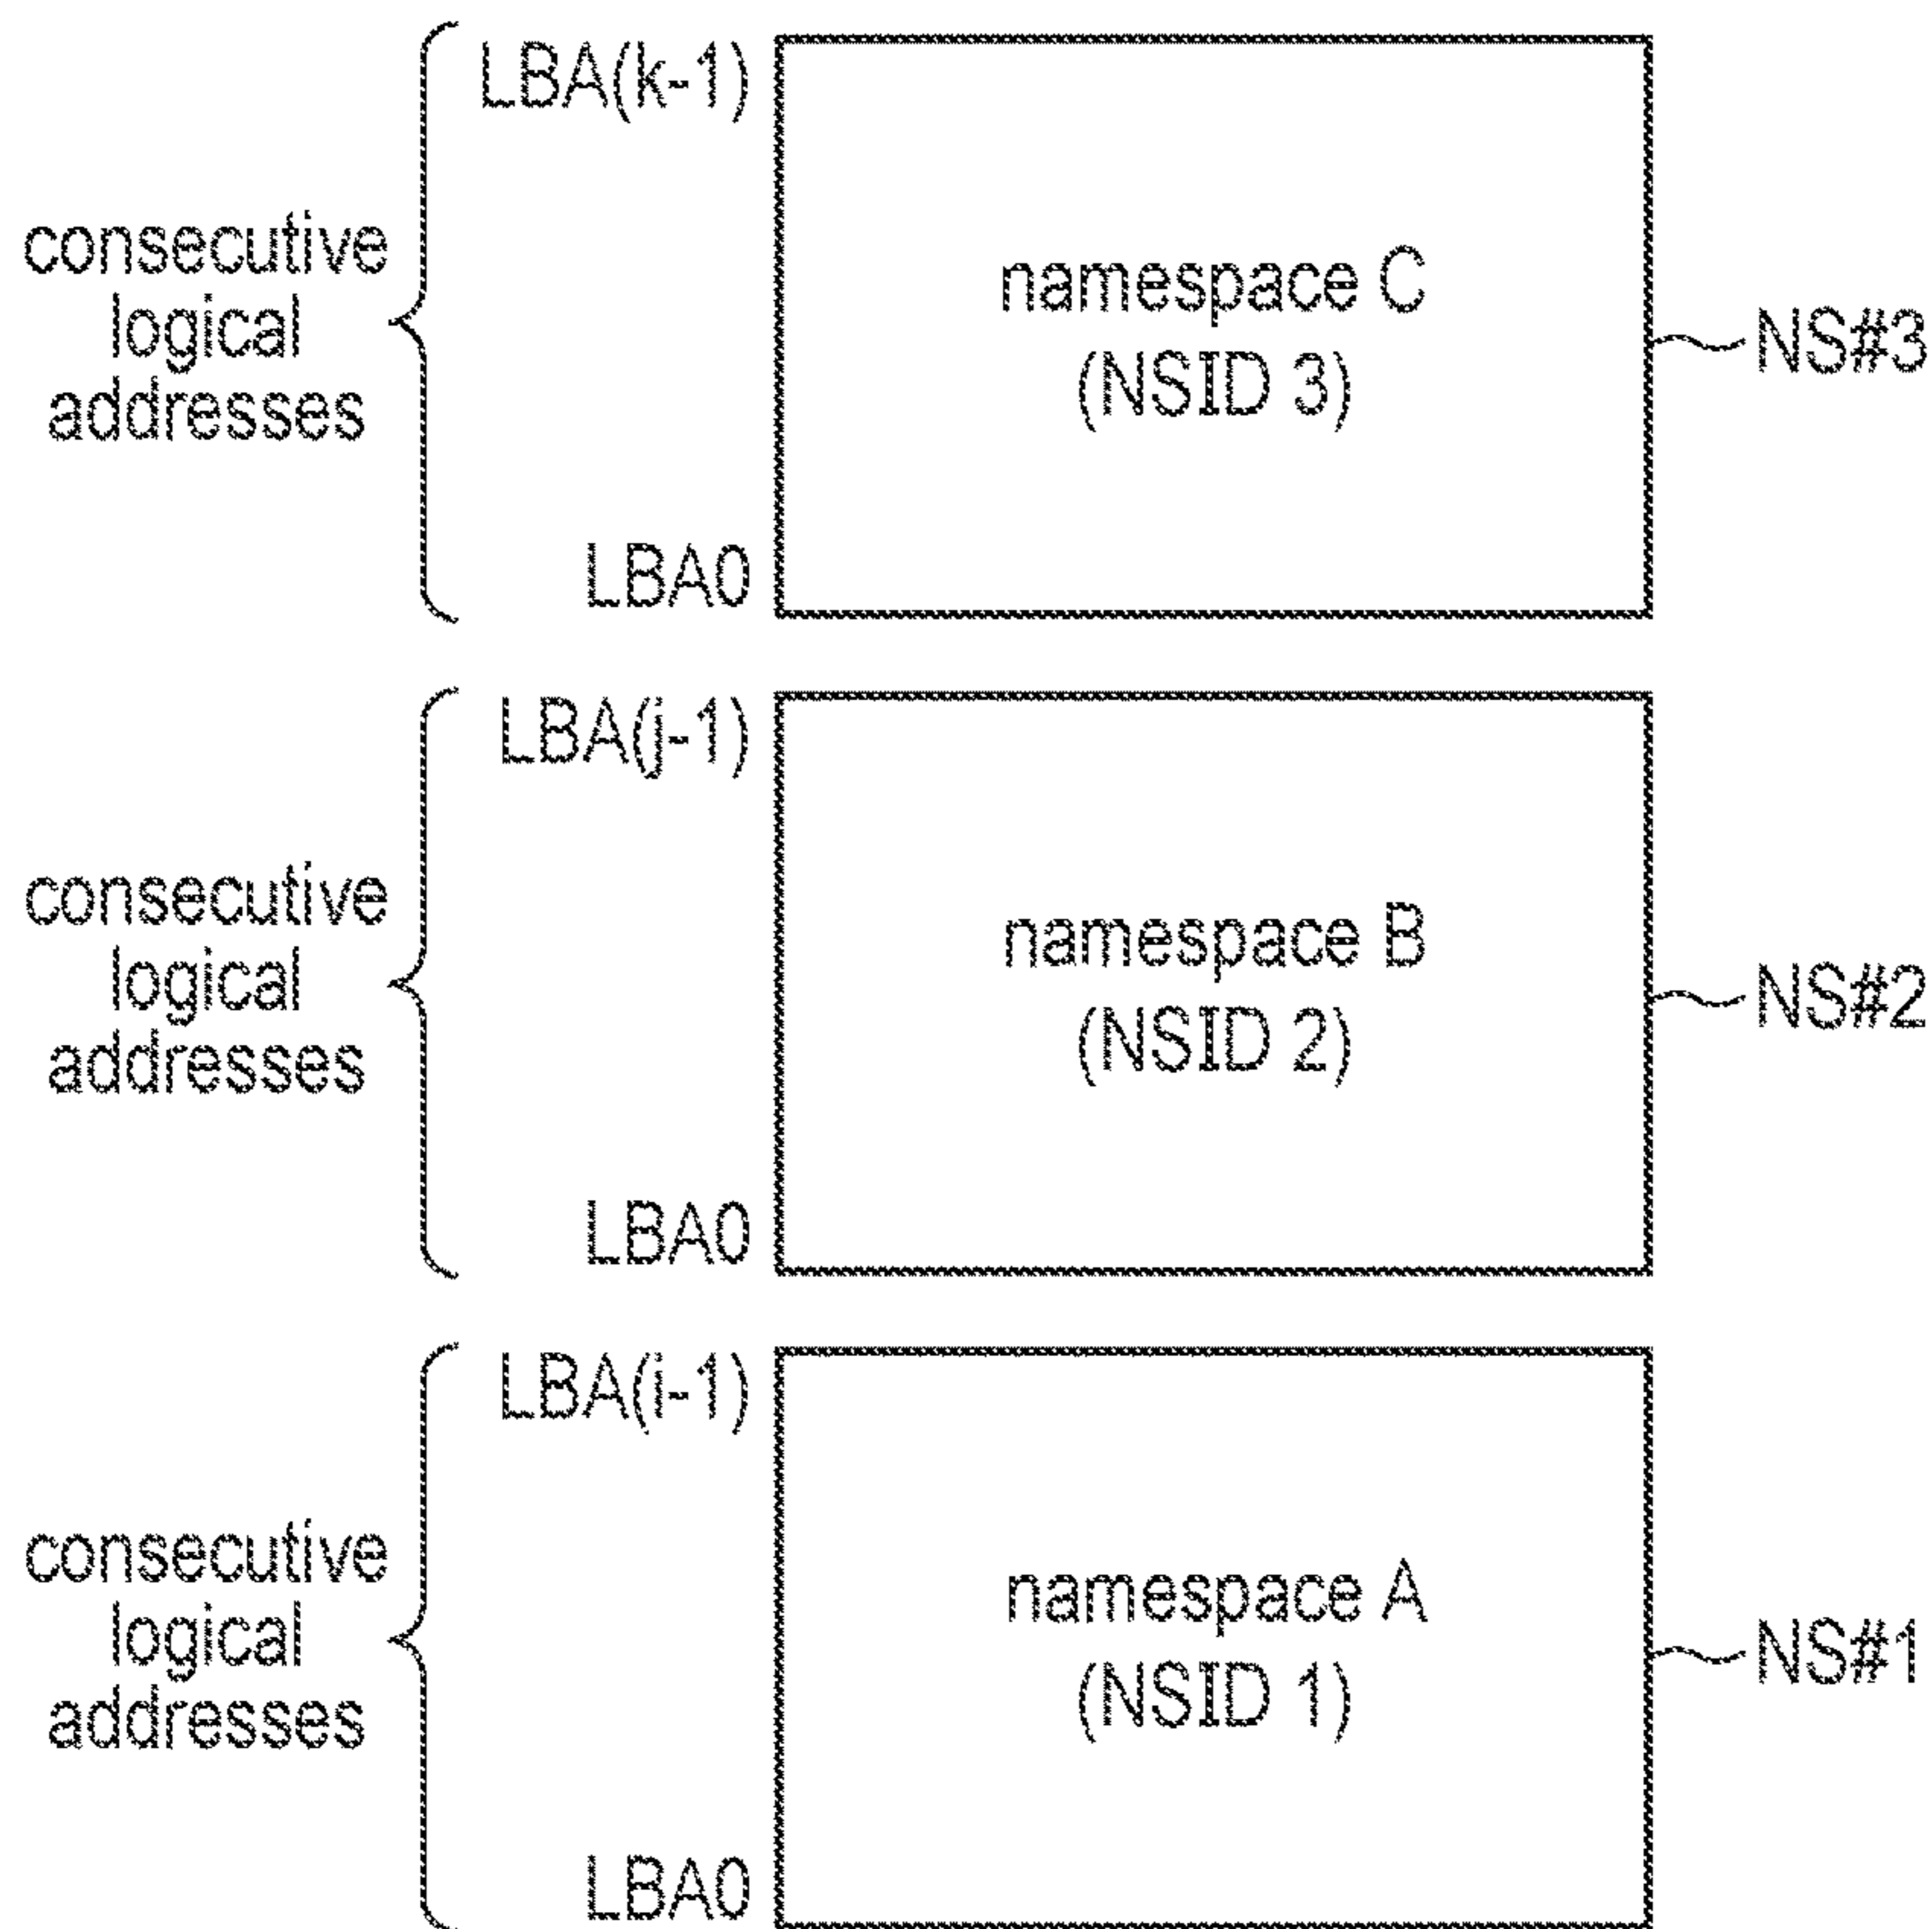 LBA(k-1)
consecutive
logical
addresses
namespace C
(NSID 3)
NS#3
LBA0
LBA(j-1)
consecutive
logical
addresses
namespace B
(NSID 2)
NS#2
LBA0
LBA(i-1)
consecutive
logical
addresses
namespace A
(NSID 1)
NS#1
LBA0